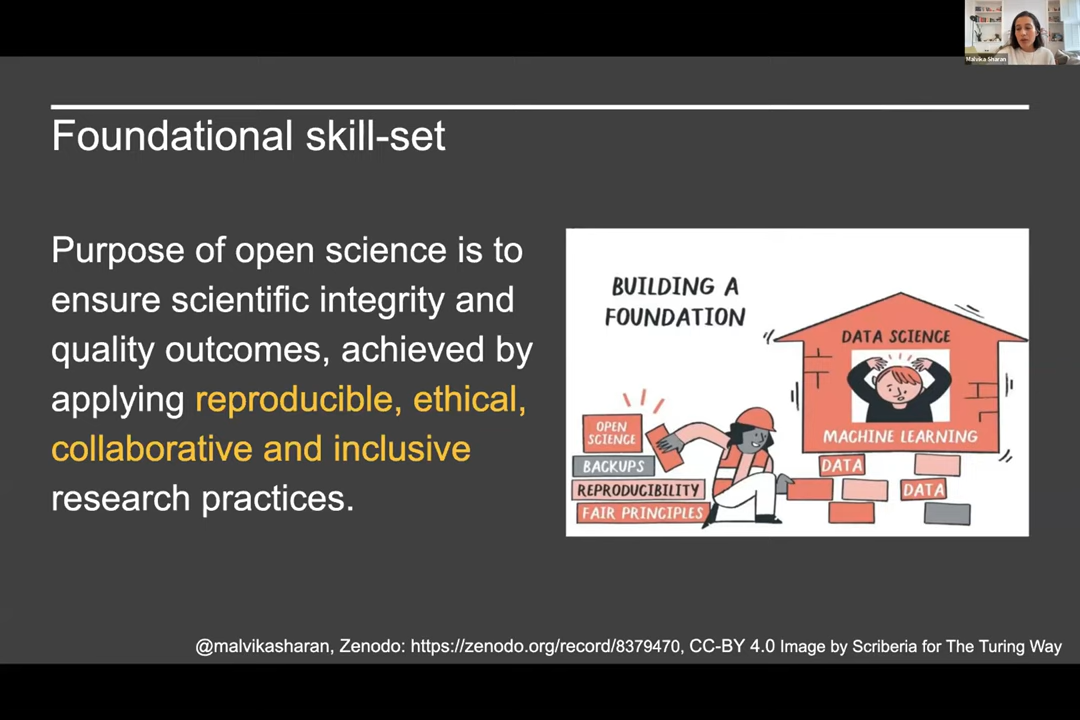 Malvika Sharan
Foundational skill-set
Purpose of open science is to
ensure scientific integrity and
quality outcomes, achieved by
applying reproducible, ethical,
collaborative and inclusive
research practices.
BUILDING A
FOUNDATION
DATA SCIENCE
MACHINE LEARNING
OPEN
SCIENCE
BACKUPS
REPRODUCIBILITY
FAIR PRINCIPLES
DATA
DATA
@malvikasharan, Zenodo: https://zenodo.org/record/8379470, CC-BY 4.0 Image by Scriberia for The Turing Way